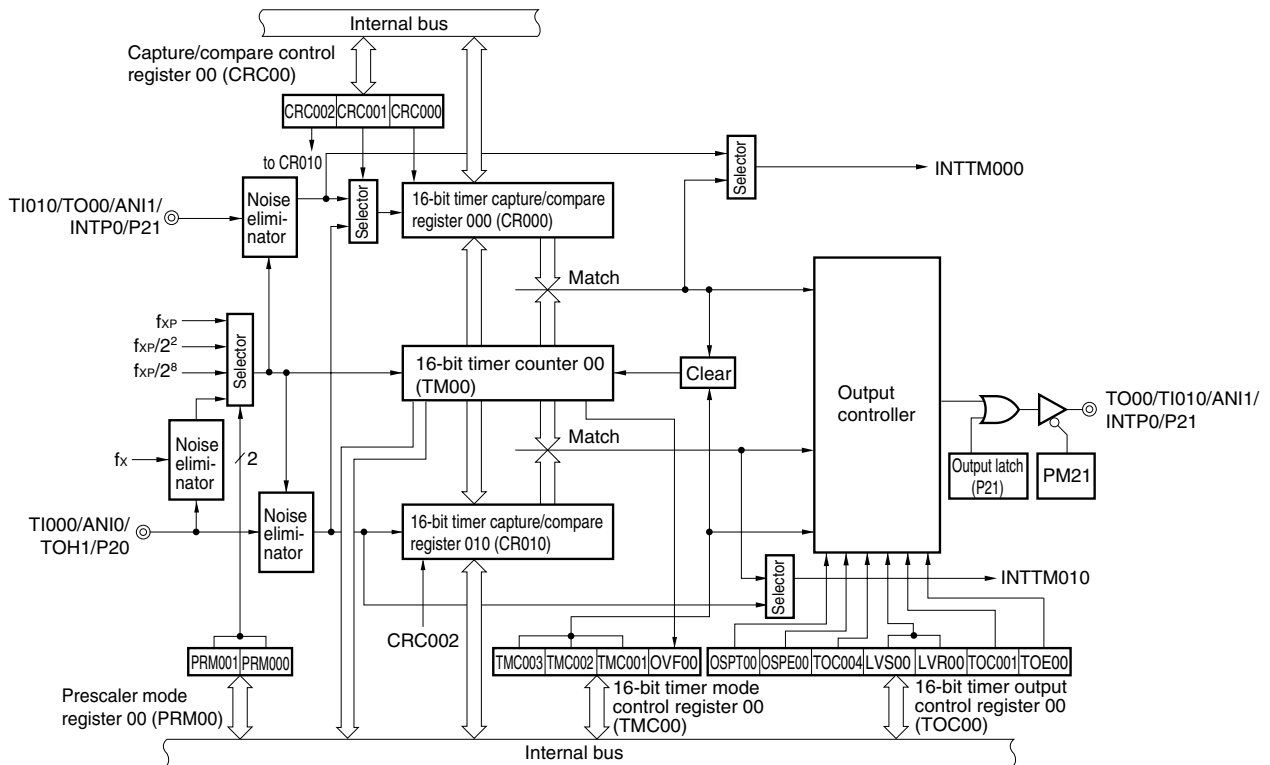 Internal bus
Capture/compare control
register 00 (CRC00)
CRC002 CRC001 CRC000
to CR010
Selector
INTTM000
TI010/TO00/ANI1/
INTP0/P21
Noise
elimi-
nator
Selector
16-bit timer capture/compare
register 000 (CR000)
Match
fXP
fXP/2²
fXP/2⁸
Selector
16-bit timer counter 00
(TM00)
Clear
Output
controller
TO00/TI010/ANI1/
INTP0/P21
Output latch
(P21)
PM21
fX
Noise
elimi-
nator
2
Match
TI000/ANI0/
TOH1/P20
Noise
elimi-
nator
16-bit timer capture/compare
register 010 (CR010)
Selector
INTTM010
CRC002
PRM001 PRM000
TMC003 TMC002 TMC001 OVF00
OSPT00 OSPE00 TOC004 LVS00 LVR00 TOC001 TOE00
Prescaler mode
register 00 (PRM00)
16-bit timer mode
control register 00
(TMC00)
16-bit timer output
control register 00
(TOC00)
Internal bus